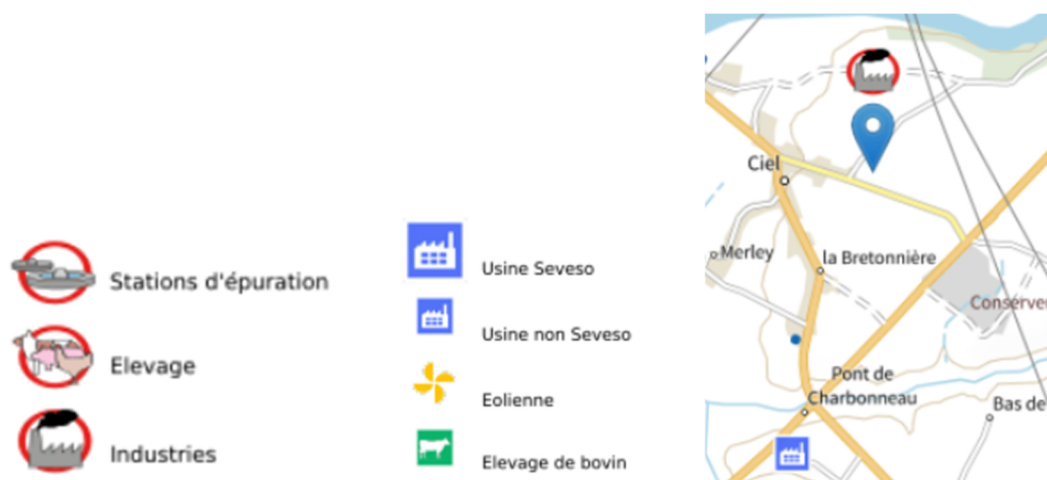 Stations d'épuration
Elevage
Industries
Usine Seveso
Usine non Seveso
Eolienne
Elevage de bovin
Ciel
Merley
la Bretonnière
Conserver
Pont de
Charbonneau
Bas de